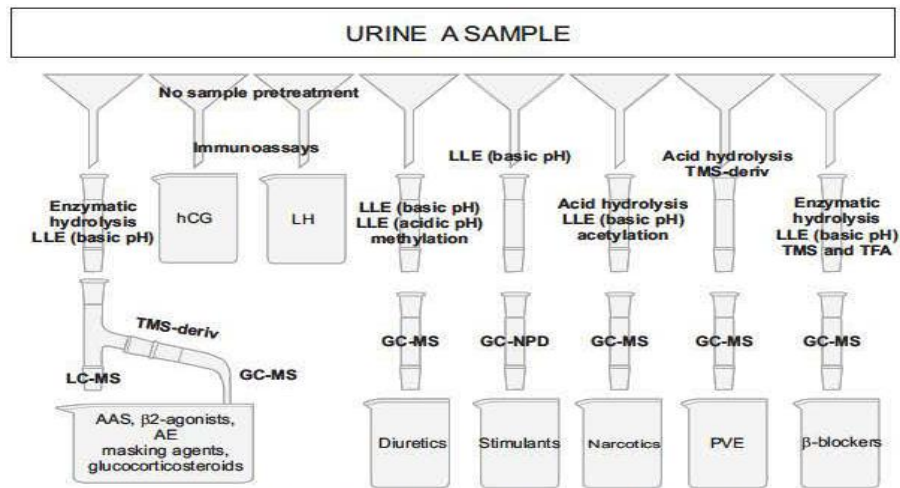 URINE A SAMPLE
No sample pretreatment
Immunoassays
LLE (basic pH)
Acid hydrolysis
TMS-deriv
Enzymatic
hydrolysis
LLE (basic pH)
hCG
LH
LLE (basic pH)
LLE (acidic pH)
methylation
Acid hydrolysis
LLE (basic pH)
acetylation
Enzymatic
hydrolysis
LLE (basic pH)
TMS and TFA
TMS-deriv
LC-MS
GC-MS
GC-MS
GC-NPD
GC-MS
GC-MS
GC-MS
AAS, β2-agonists,
AE
masking agents,
glucocorticosteroids
Diuretics
Stimulants
Narcotics
PVE
β-blockers